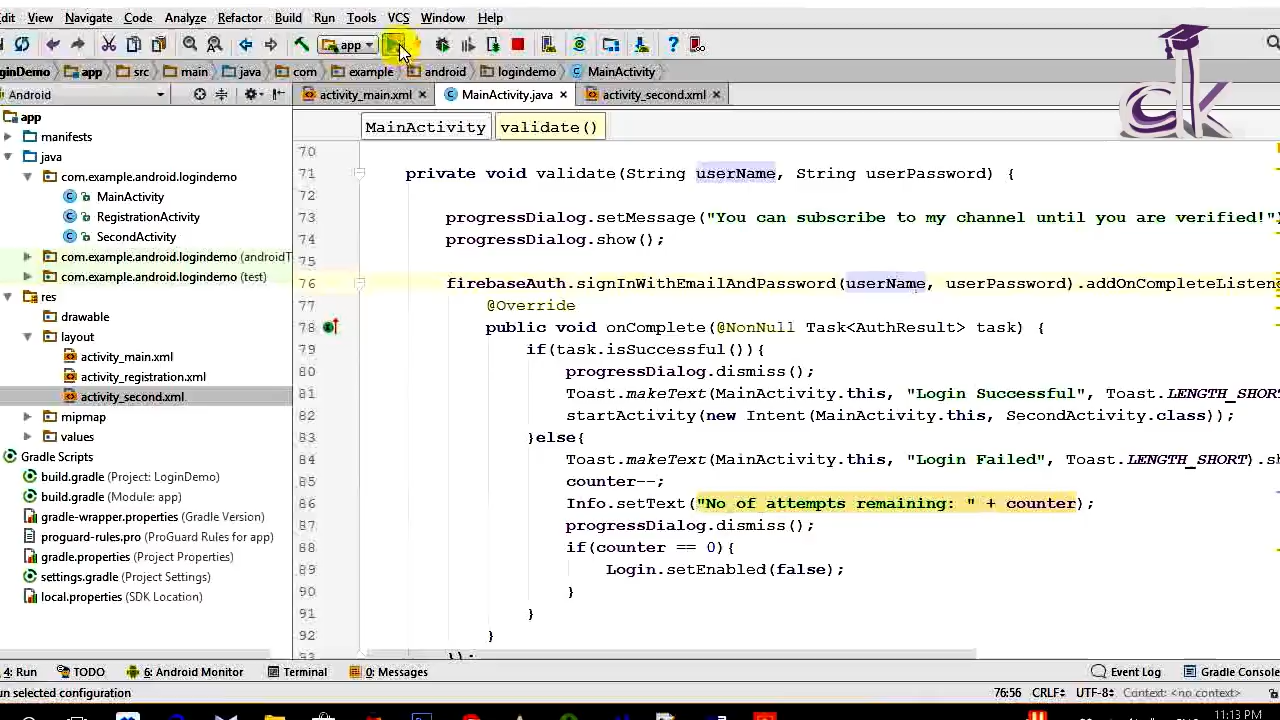 dit View Navigate Code Analyze Refactor Build Run Tools VCS Window Help
app
ginDemo app src main java com example android logindemo MainActivity
Android activity_main.xml MainActivity.java activity_second.xml
MainActivity validate()
app
manifests
java
com.example.android.logindemo
MainActivity
RegistrationActivity
SecondActivity
com.example.android.logindemo (androidT
com.example.android.logindemo (test)
res
drawable
layout
activity_main.xml
activity_registration.xml
activity_second.xml
mipmap
values
Gradle Scripts
build.gradle (Project: LoginDemo)
build.gradle (Module: app)
gradle-wrapper.properties (Gradle Version)
proguard-rules.pro (ProGuard Rules for app)
gradle.properties (Project Properties)
settings.gradle (Project Settings)
local.properties (SDK Location)
70
71 private void validate(String userName, String userPassword) {
72
73 progressDialog.setMessage("You can subscribe to my channel until you are verified!")
74 progressDialog.show();
75
76 firebaseAuth.signInWithEmailAndPassword(userName, userPassword).addOnCompleteListen
77 @Override
78 public void onComplete(@NonNull Task<AuthResult> task) {
79 if(task.isSuccessful()){
80 progressDialog.dismiss();
81 Toast.makeText(MainActivity.this, "Login Successful", Toast.LENGTH_SHOR
82 startActivity(new Intent(MainActivity.this, SecondActivity.class));
83 }else{
84 Toast.makeText(MainActivity.this, "Login Failed", Toast.LENGTH_SHORT).sh
85 counter--;
86 Info.setText("No of attempts remaining: " + counter);
87 progressDialog.dismiss();
88 if(counter == 0){
89 Login.setEnabled(false);
90 }
91 }
92 }
93 });
4: Run TODO 6: Android Monitor Terminal 0: Messages Event Log Gradle Console
un selected configuration 76:56 CRLF UTF-8 Context: <no context>
11:13 PM